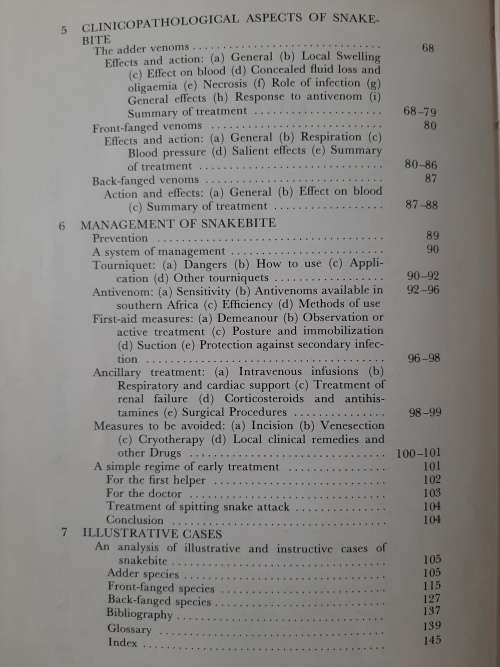 5 CLINICOPATHOLOGICAL ASPECTS OF SNAKE-
BITE
The adder venoms . . . . . . . . . . . . . . . . . . . . . . . . . . . . . . 68
Effects and action: (a) General (b) Local Swelling
(c) Effect on blood (d) Concealed fluid loss and
oligaemia (e) Necrosis (f) Role of infection (g)
General effects (h) Response to antivenom (i)
Summary of treatment . . . . . . . . . . . . . . . . . . . . . 68–79
Front-fanged venoms . . . . . . . . . . . . . . . . . . . . . . . . . . . . 80
Effects and action: (a) General (b) Respiration (c)
Blood pressure (d) Salient effects (e) Summary
of treatment . . . . . . . . . . . . . . . . . . . . . . . . . . . . . . 80–86
Back-fanged venoms . . . . . . . . . . . . . . . . . . . . . . . . . . . . 87
Action and effects: (a) General (b) Effect on blood
(c) Summary of treatment . . . . . . . . . . . . . . . . . . 87–88
6 MANAGEMENT OF SNAKEBITE
Prevention . . . . . . . . . . . . . . . . . . . . . . . . . . . . . . . . . . . . 89
A system of management . . . . . . . . . . . . . . . . . . . . . . . . 90
Tourniquet: (a) Dangers (b) How to use (c) Appli-
cation (d) Other tourniquets . . . . . . . . . . . . . . . . . 90–92
Antivenom: (a) Sensitivity (b) Antivenoms available in 92–96
southern Africa (c) Efficiency (d) Methods of use
First-aid measures: (a) Demeanour (b) Observation or
active treatment (c) Posture and immobilization
(d) Suction (e) Protection against secondary infec-
tion . . . . . . . . . . . . . . . . . . . . . . . . . . . . . . . . . . . . . . 96–98
Ancillary treatment: (a) Intravenous infusions (b)
Respiratory and cardiac support (c) Treatment of
renal failure (d) Corticosteroids and antihis-
tamines (e) Surgical Procedures . . . . . . . . . . . . . . . 98–99
Measures to be avoided: (a) Incision (b) Venesection
(c) Cryotherapy (d) Local clinical remedies and
other Drugs . . . . . . . . . . . . . . . . . . . . . . . . . . . . . . . 100–101
A simple regime of early treatment . . . . . . . . . . . . . . . . 101
For the first helper . . . . . . . . . . . . . . . . . . . . . . . . . . . 102
For the doctor . . . . . . . . . . . . . . . . . . . . . . . . . . . . . . . 103
Treatment of spitting snake attack . . . . . . . . . . . . . . . 104
Conclusion . . . . . . . . . . . . . . . . . . . . . . . . . . . . . . . . . . 104
7 ILLUSTRATIVE CASES
An analysis of illustrative and instructive cases of
snakebite . . . . . . . . . . . . . . . . . . . . . . . . . . . . . . . . . . 105
Adder species . . . . . . . . . . . . . . . . . . . . . . . . . . . . . . . . 105
Front-fanged species . . . . . . . . . . . . . . . . . . . . . . . . . . 115
Back-fanged species . . . . . . . . . . . . . . . . . . . . . . . . . . . 127
Bibliography . . . . . . . . . . . . . . . . . . . . . . . . . . . . . . . . . 137
Glossary . . . . . . . . . . . . . . . . . . . . . . . . . . . . . . . . . . . . 139
Index . . . . . . . . . . . . . . . . . . . . . . . . . . . . . . . . . . . . . . . 145